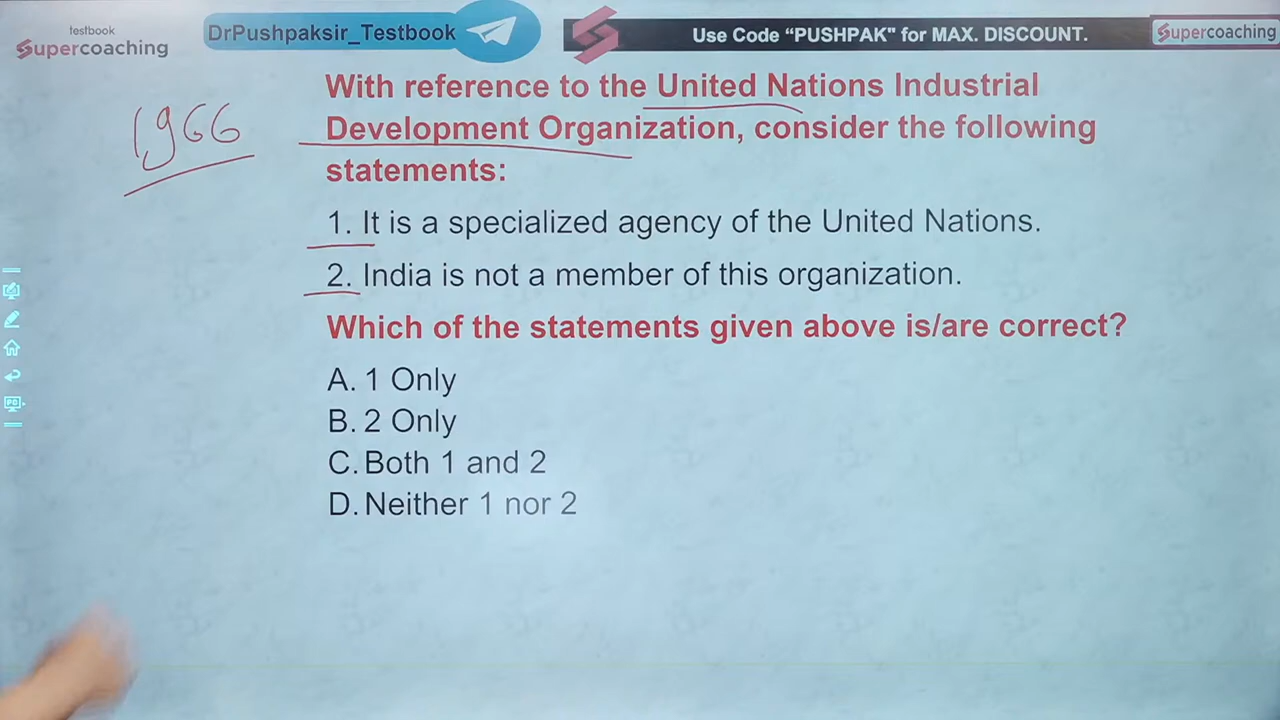 testbook
Supercoaching
DrPushpaksir_Testbook
Use Code “PUSHPAK" for MAX. DISCOUNT.
Supercoaching
1966
With reference to the United Nations Industrial
Development Organization, consider the following
statements:
1. It is a specialized agency of the United Nations.
2. India is not a member of this organization.
Which of the statements given above is/are correct?
A. 1 Only
B. 2 Only
C. Both 1 and 2
D. Neither 1 nor 2